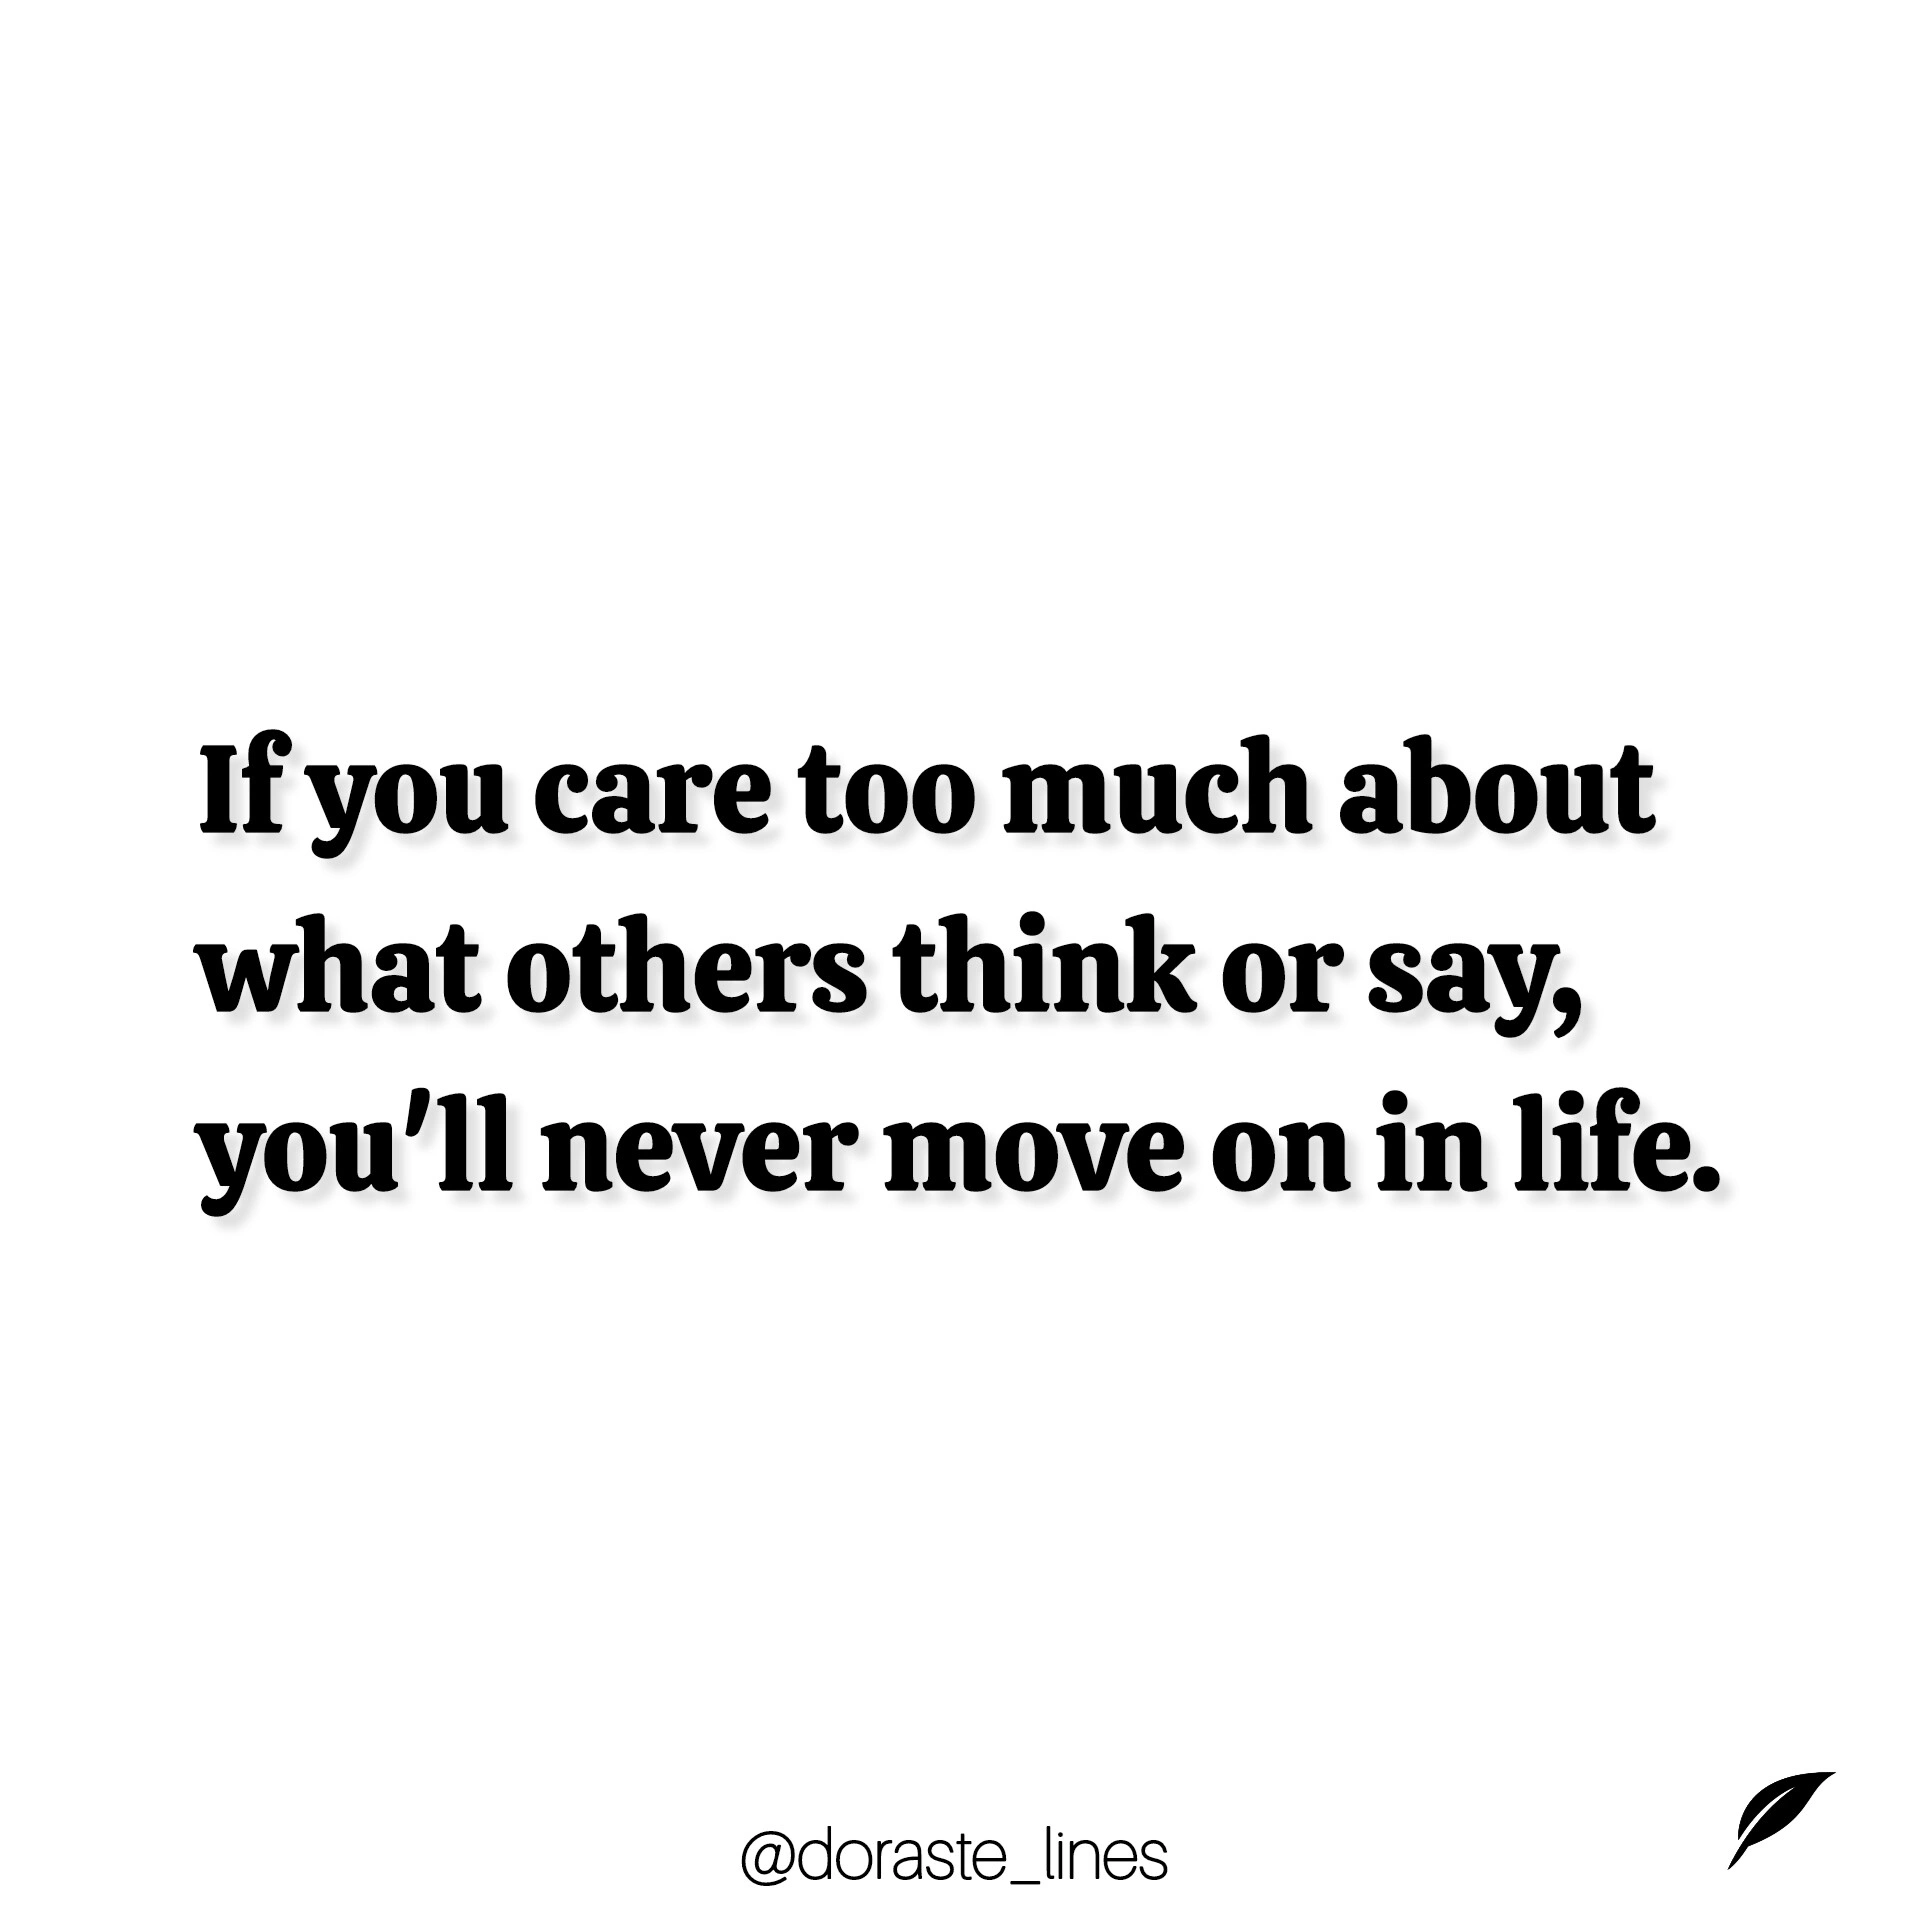 If you care too much about
what others think or say,
you'll never move on in life.
@doraste_lines